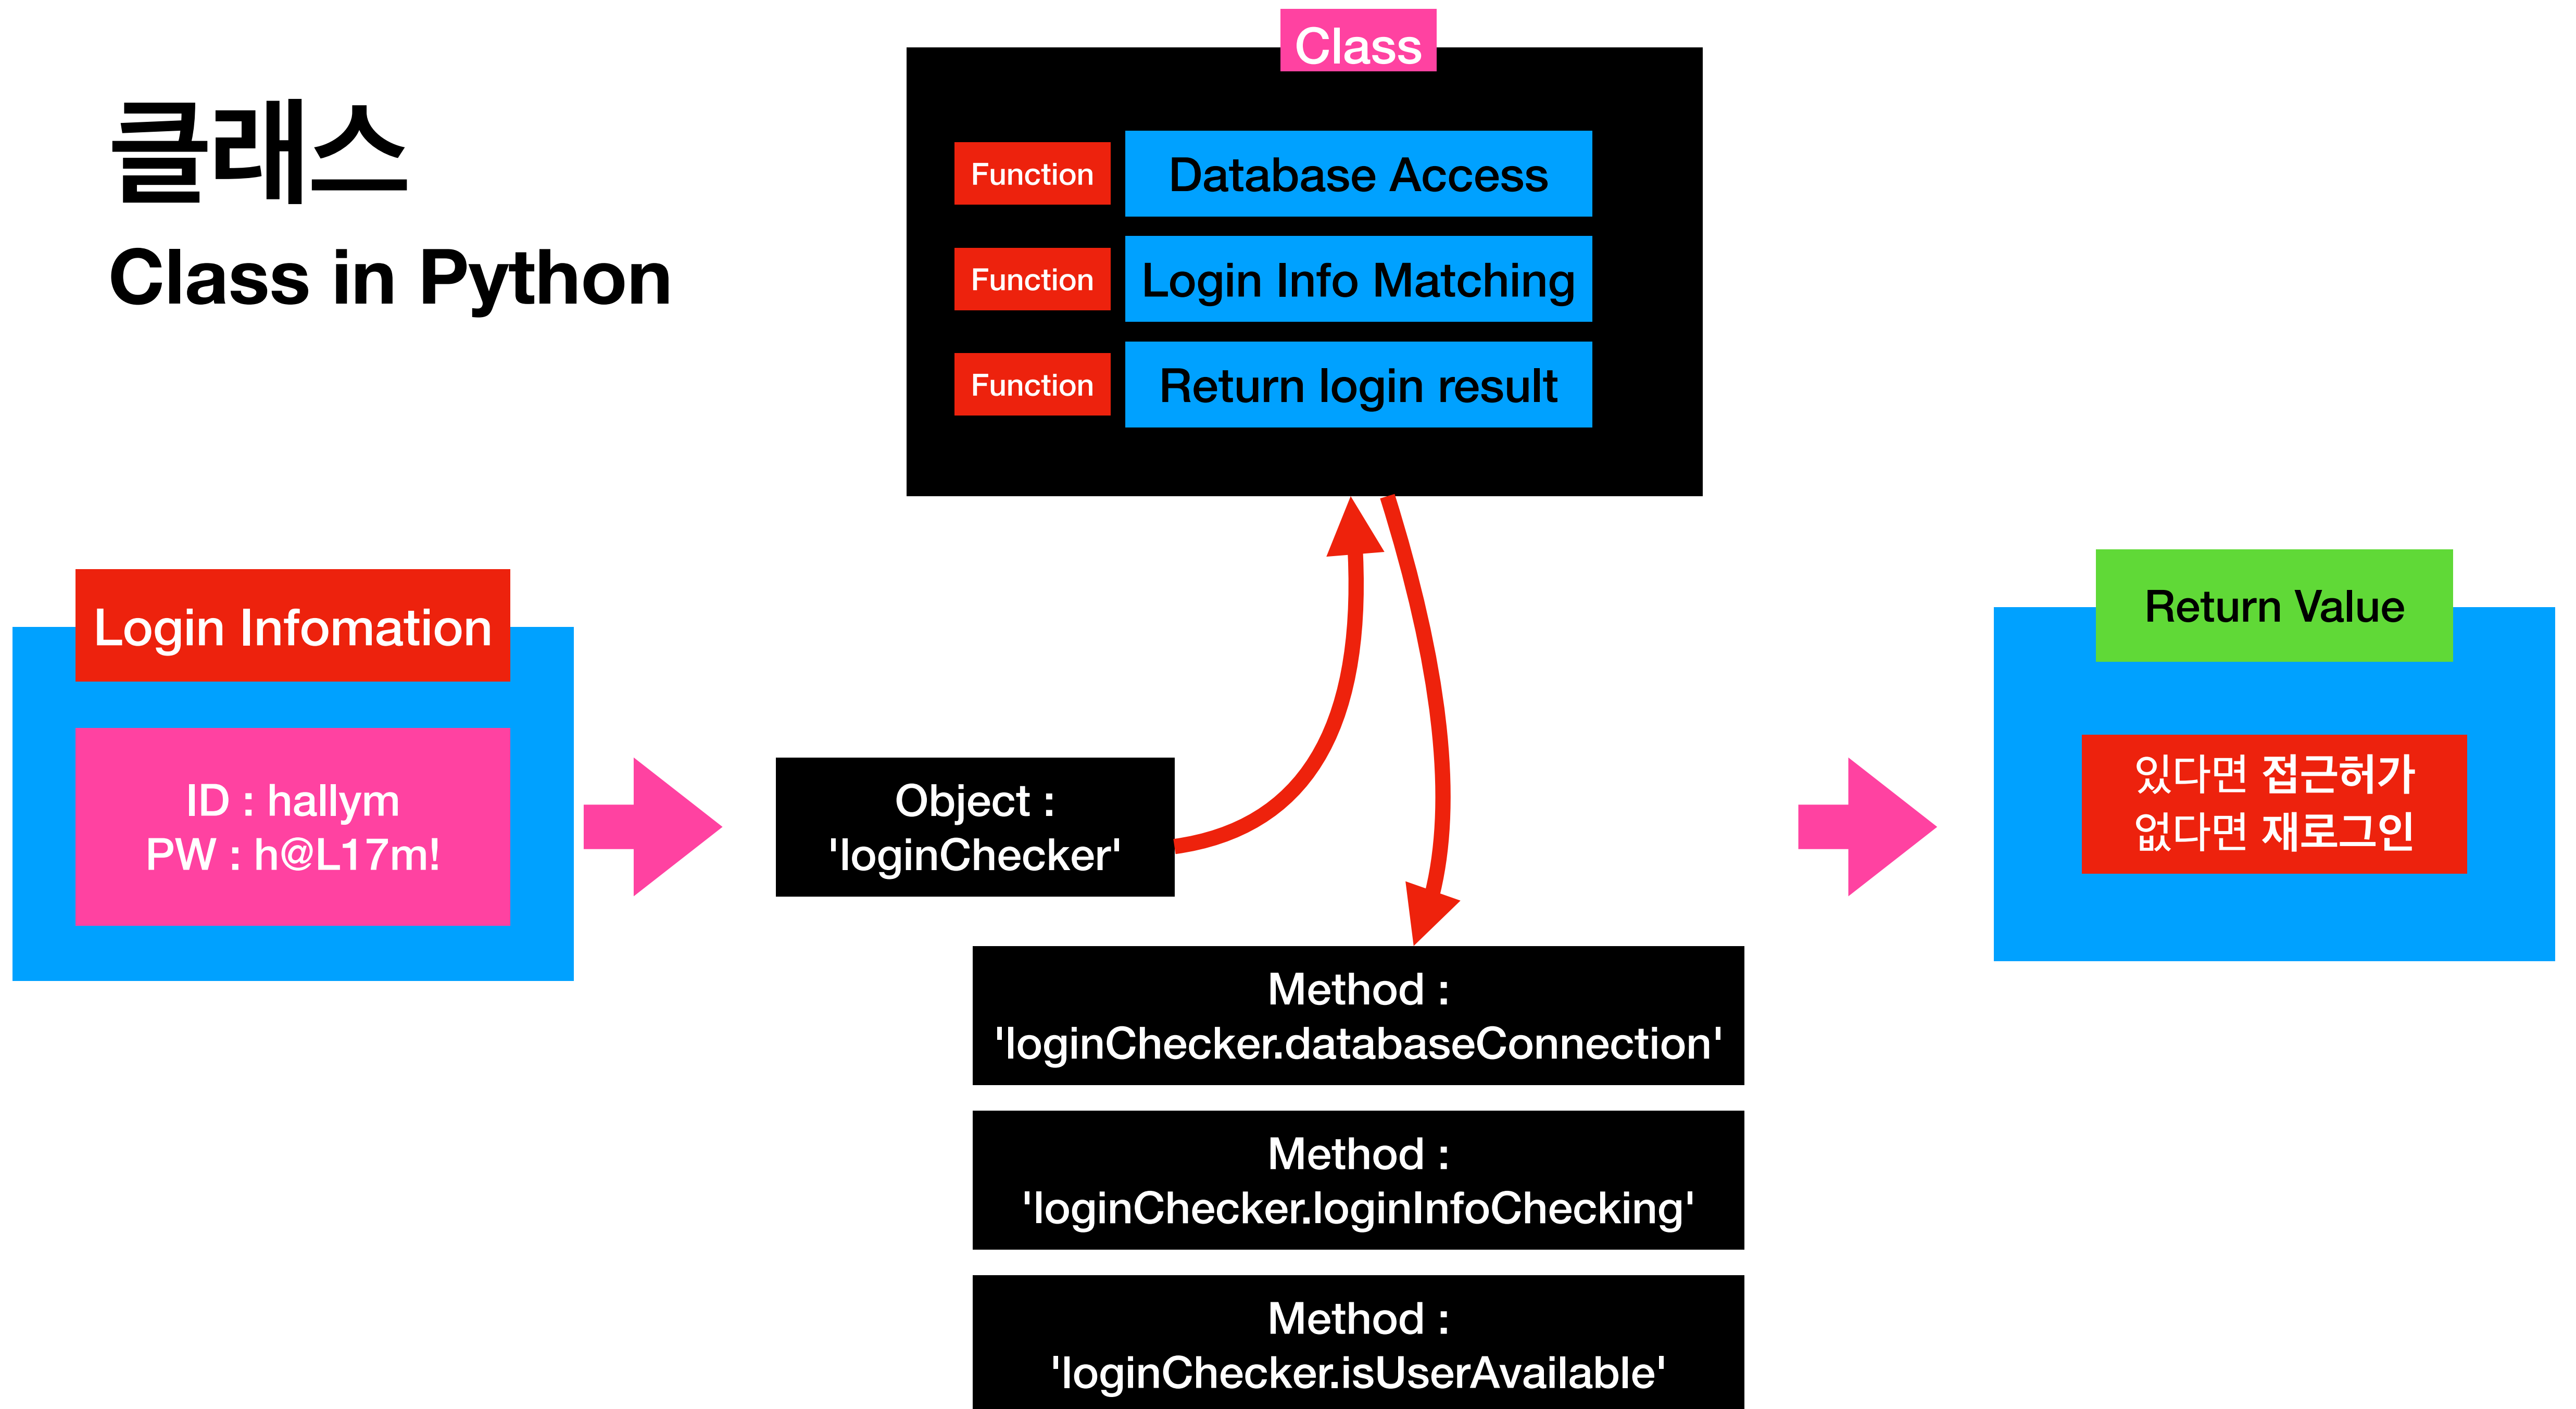 클래스
Class in Python
Class
Function
Database Access
Function
Login Info Matching
Function
Return login result
Login Infomation
ID : hallym
PW : h@L17m!
Object :
'loginChecker'
Method :
'loginChecker.databaseConnection'
Method :
'loginChecker.loginInfoChecking'
Method :
'loginChecker.isUserAvailable'
Return Value
있다면 접근허가
없다면 재로그인